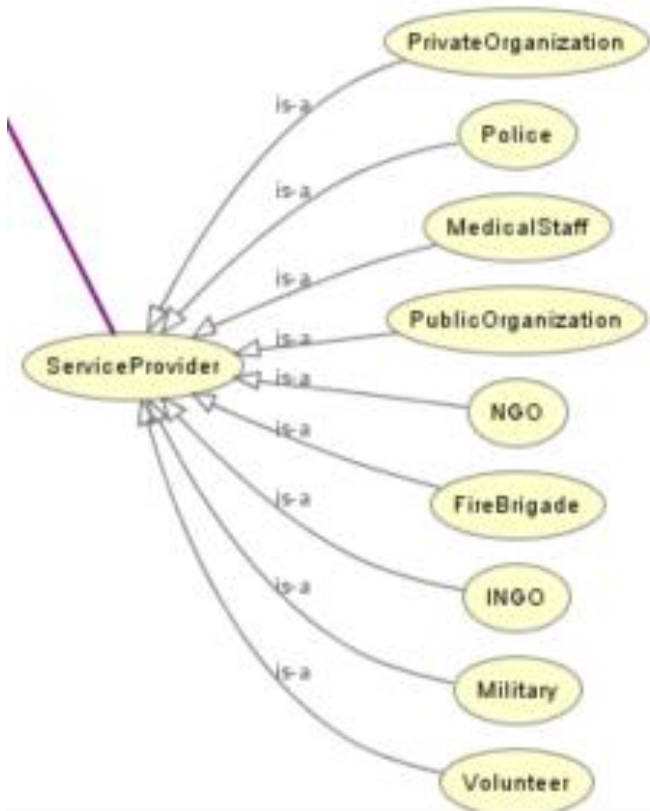 PrivateOrganization
is-a
Police
is-a
MedicalStaff
is-a
PublicOrganization
is-a
ServiceProvider
is-a
NGO
is-a
FireBrigade
is-a
INGO
is-a
Military
is-a
Volunteer